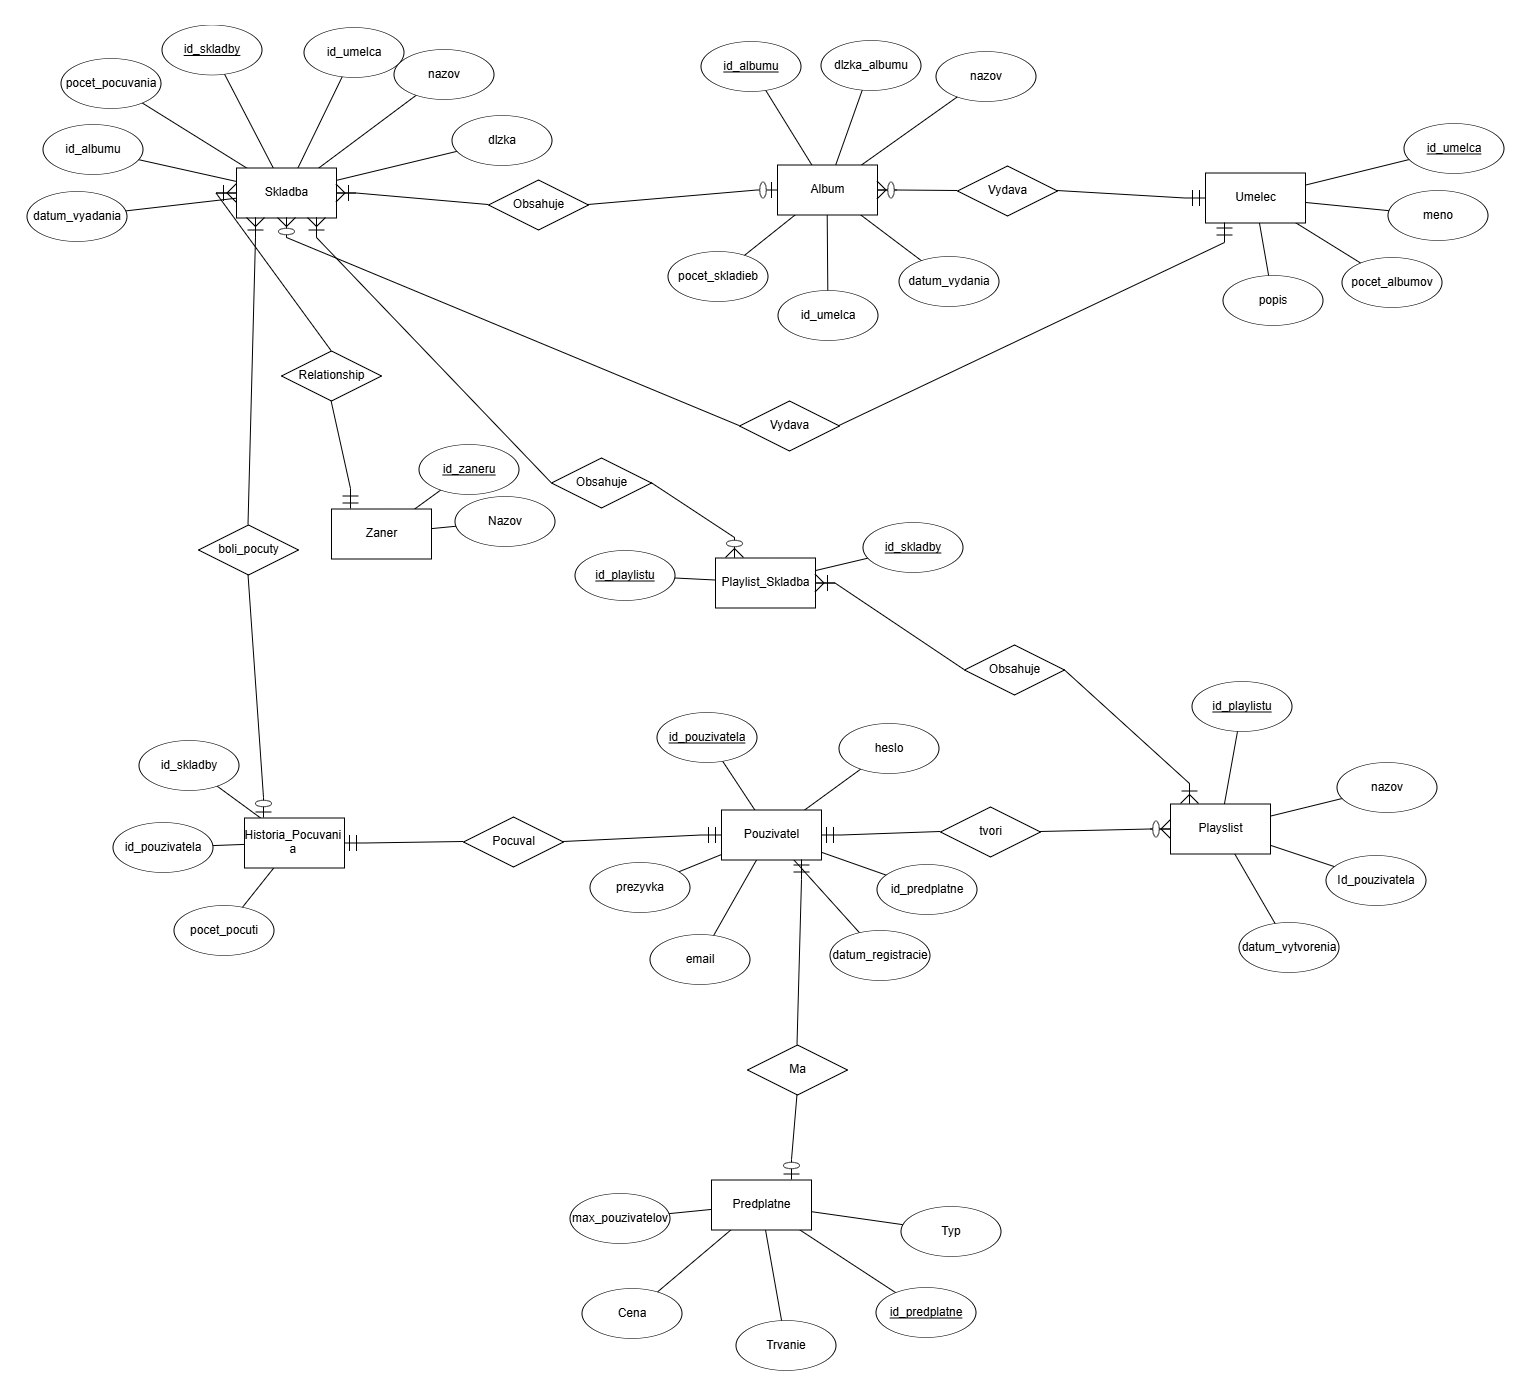 id_skladby
id_umelca
nazov
pocet_pocuvania
id_albumu
datum_vyadania
dlzka
Skladba
Obsahuje
id_albumu
dlzka_albumu
nazov
Album
pocet_skladieb
id_umelca
datum_vydania
Vydava
id_umelca
Umelec
meno
pocet_albumov
popis
Relationship
Vydava
id_zaneru
Nazov
Zaner
Obsahuje
boli_pocuty
id_skladby
id_playlistu
Playlist_Skladba
Obsahuje
id_playlistu
nazov
Playslist
Id_pouzivatela
datum_vytvorenia
id_skladby
id_pouzivatela
Historia_Pocuvani
a
pocet_pocuti
Pocuval
id_pouzivatela
heslo
Pouzivatel
tvori
prezyvka
id_predplatne
email
datum_registracie
Ma
Predplatne
max_pouzivatelov
Typ
Cena
id_predplatne
Trvanie